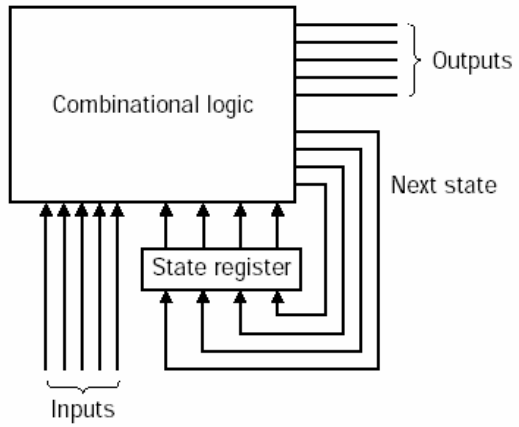 Outputs
Combinational logic
Next state
State register
Inputs